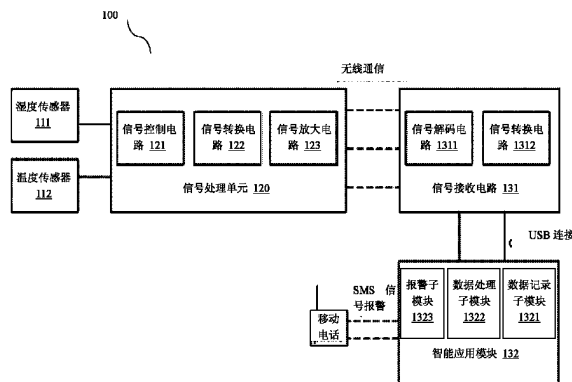 100
无线通信
湿度传感器
111
温度传感器
112
信号控制电
路 121
信号转换电
路 122
信号放大电
路 123
信号处理单元 120
信号解码电
路 1311
信号转换电
路 1312
信号接收电路 131
USB 连接
SMS 信
号报警
移动
电话
报警子
模块
1323
数据处理
子模块
1322
数据记录
子模块
1321
智能应用模块 132